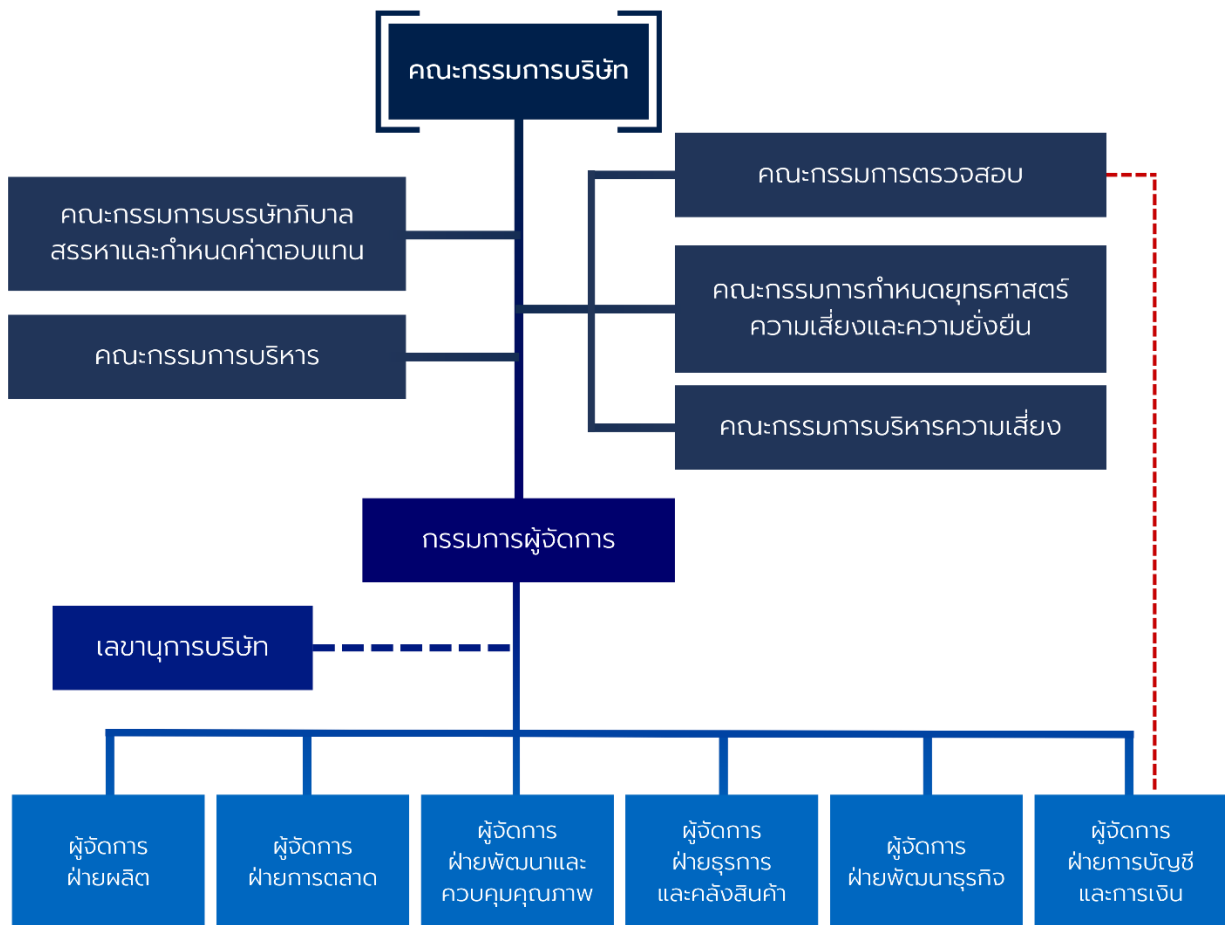 คณะกรรมการบริษัท
คณะกรรมการบรรษัทภิบาล
สรรหาและกำหนดค่าตอบแทน
คณะกรรมการบริหาร
คณะกรรมการตรวจสอบ
คณะกรรมการกำหนดยุทธศาสตร์
ความเสี่ยงและความยั่งยืน
คณะกรรมการบริหารความเสี่ยง
กรรมการผู้จัดการ
เลขานุการบริษัท
ผู้จัดการ
ฝ่ายผลิต
ผู้จัดการ
ฝ่ายการตลาด
ผู้จัดการ
ฝ่ายพัฒนาและ
ควบคุมคุณภาพ
ผู้จัดการ
ฝ่ายธุรการ
และคลังสินค้า
ผู้จัดการ
ฝ่ายพัฒนาธุรกิจ
ผู้จัดการ
ฝ่ายการบัญชี
และการเงิน